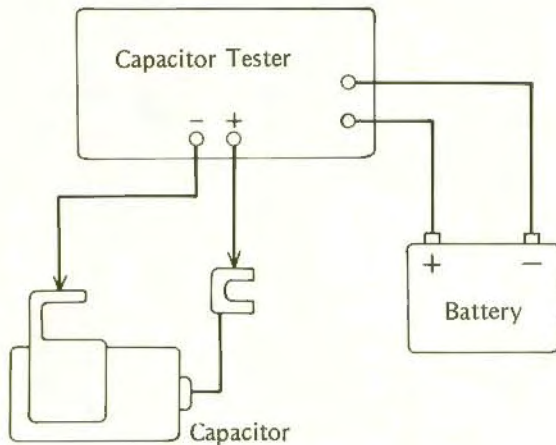 Capacitor Tester
− +
+ −
Battery
Capacitor